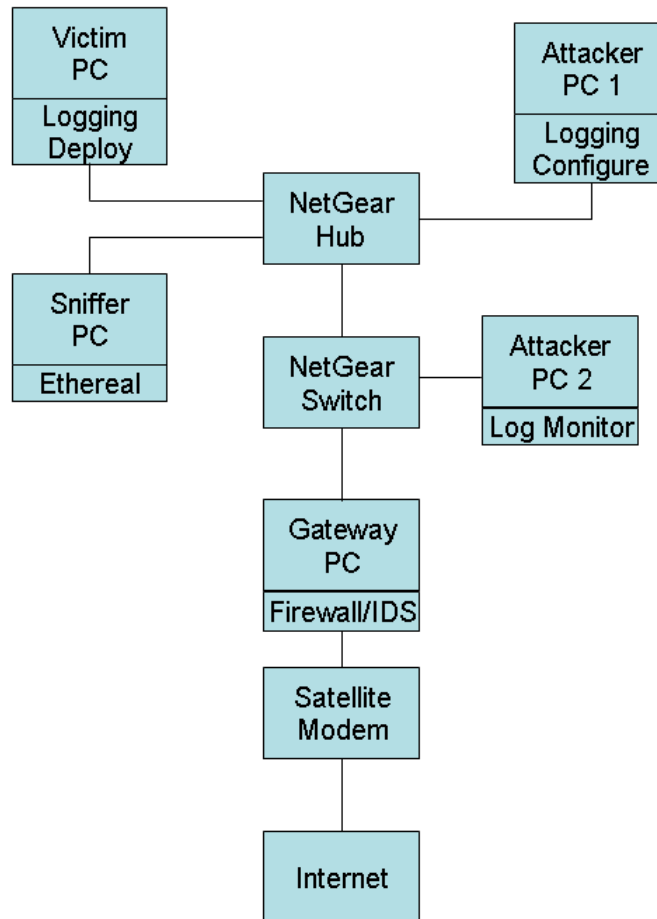 Victim
PC
Logging
Deploy
Attacker
PC 1
Logging
Configure
NetGear
Hub
Sniffer
PC
Ethereal
NetGear
Switch
Attacker
PC 2
Log Monitor
Gateway
PC
Firewall/IDS
Satellite
Modem
Internet